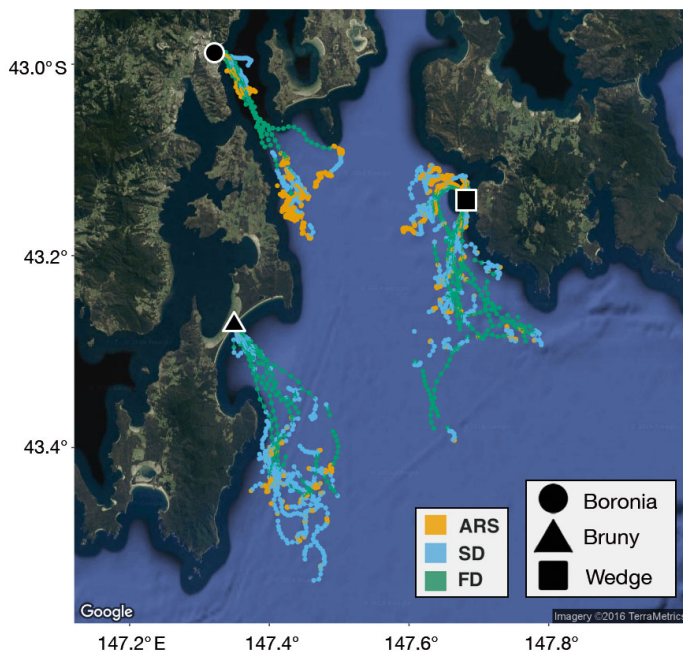 43.0° S
43.2°
43.4°
ARS
SD
FD
Boronia
Bruny
Wedge
Google
Imagery ©2016 TerraMetrics
147.2° E
147.4°
147.6°
147.8°